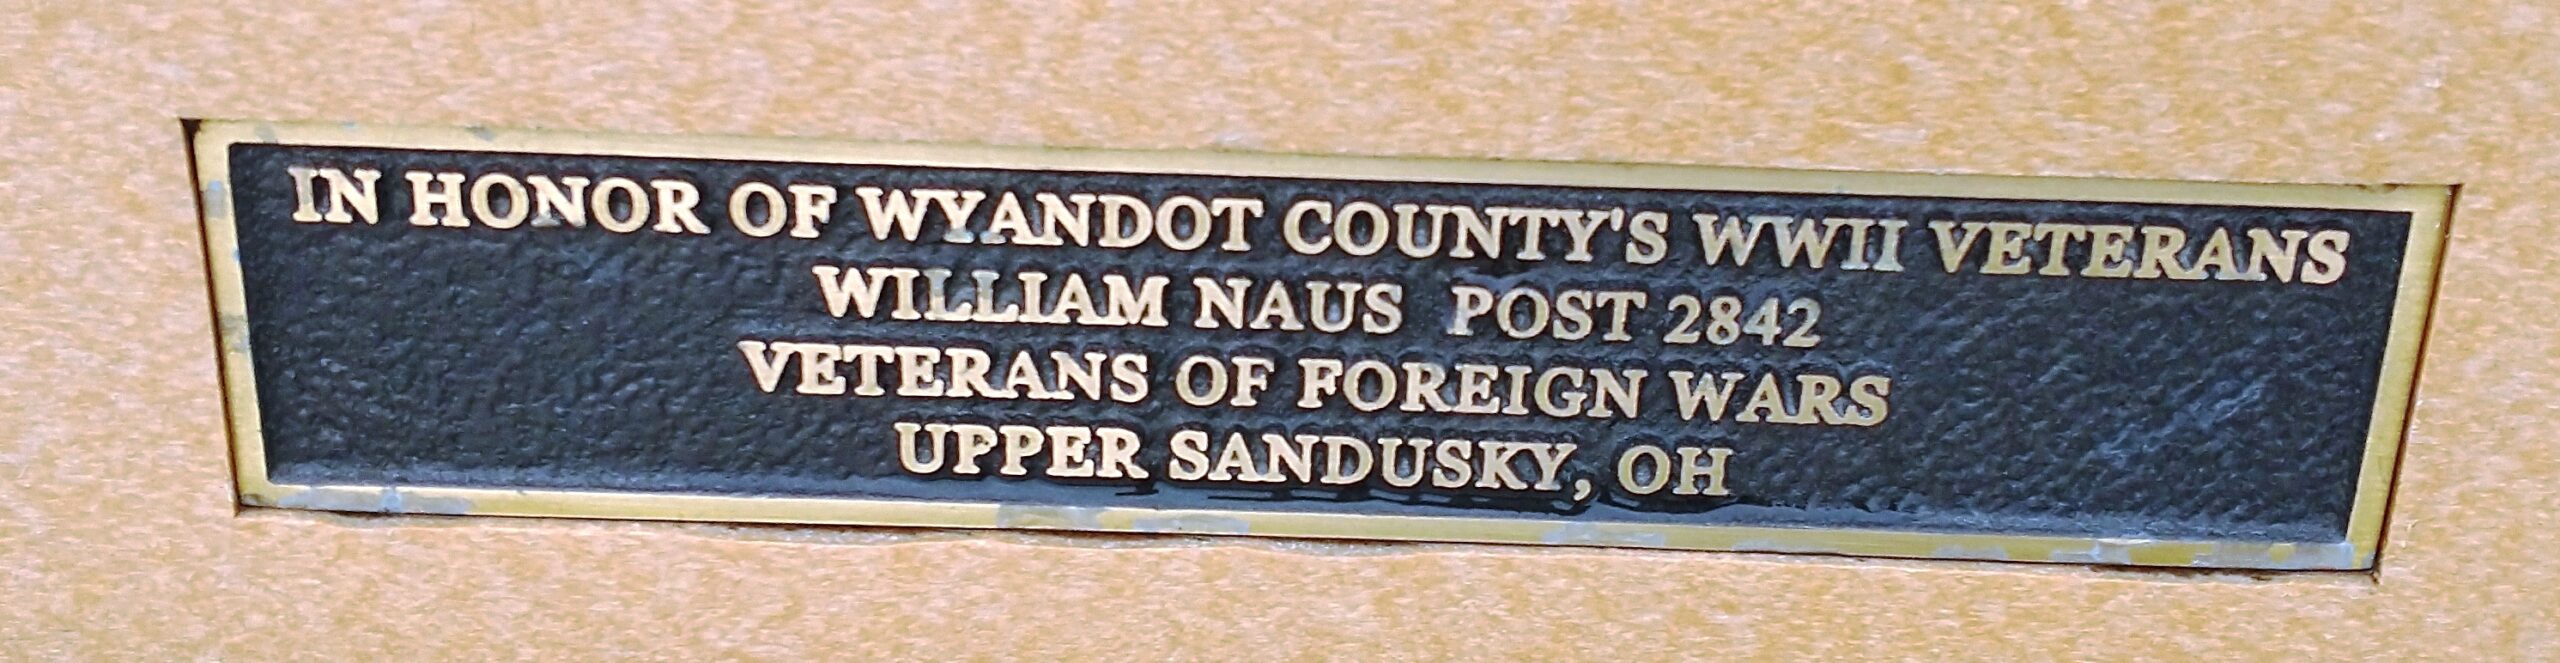 IN HONOR OF WYANDOT COUNTY'S WWII VETERANS
WILLIAM NAUS POST 2842
VETERANS OF FOREIGN WARS
UPPER SANDUSKY, OH